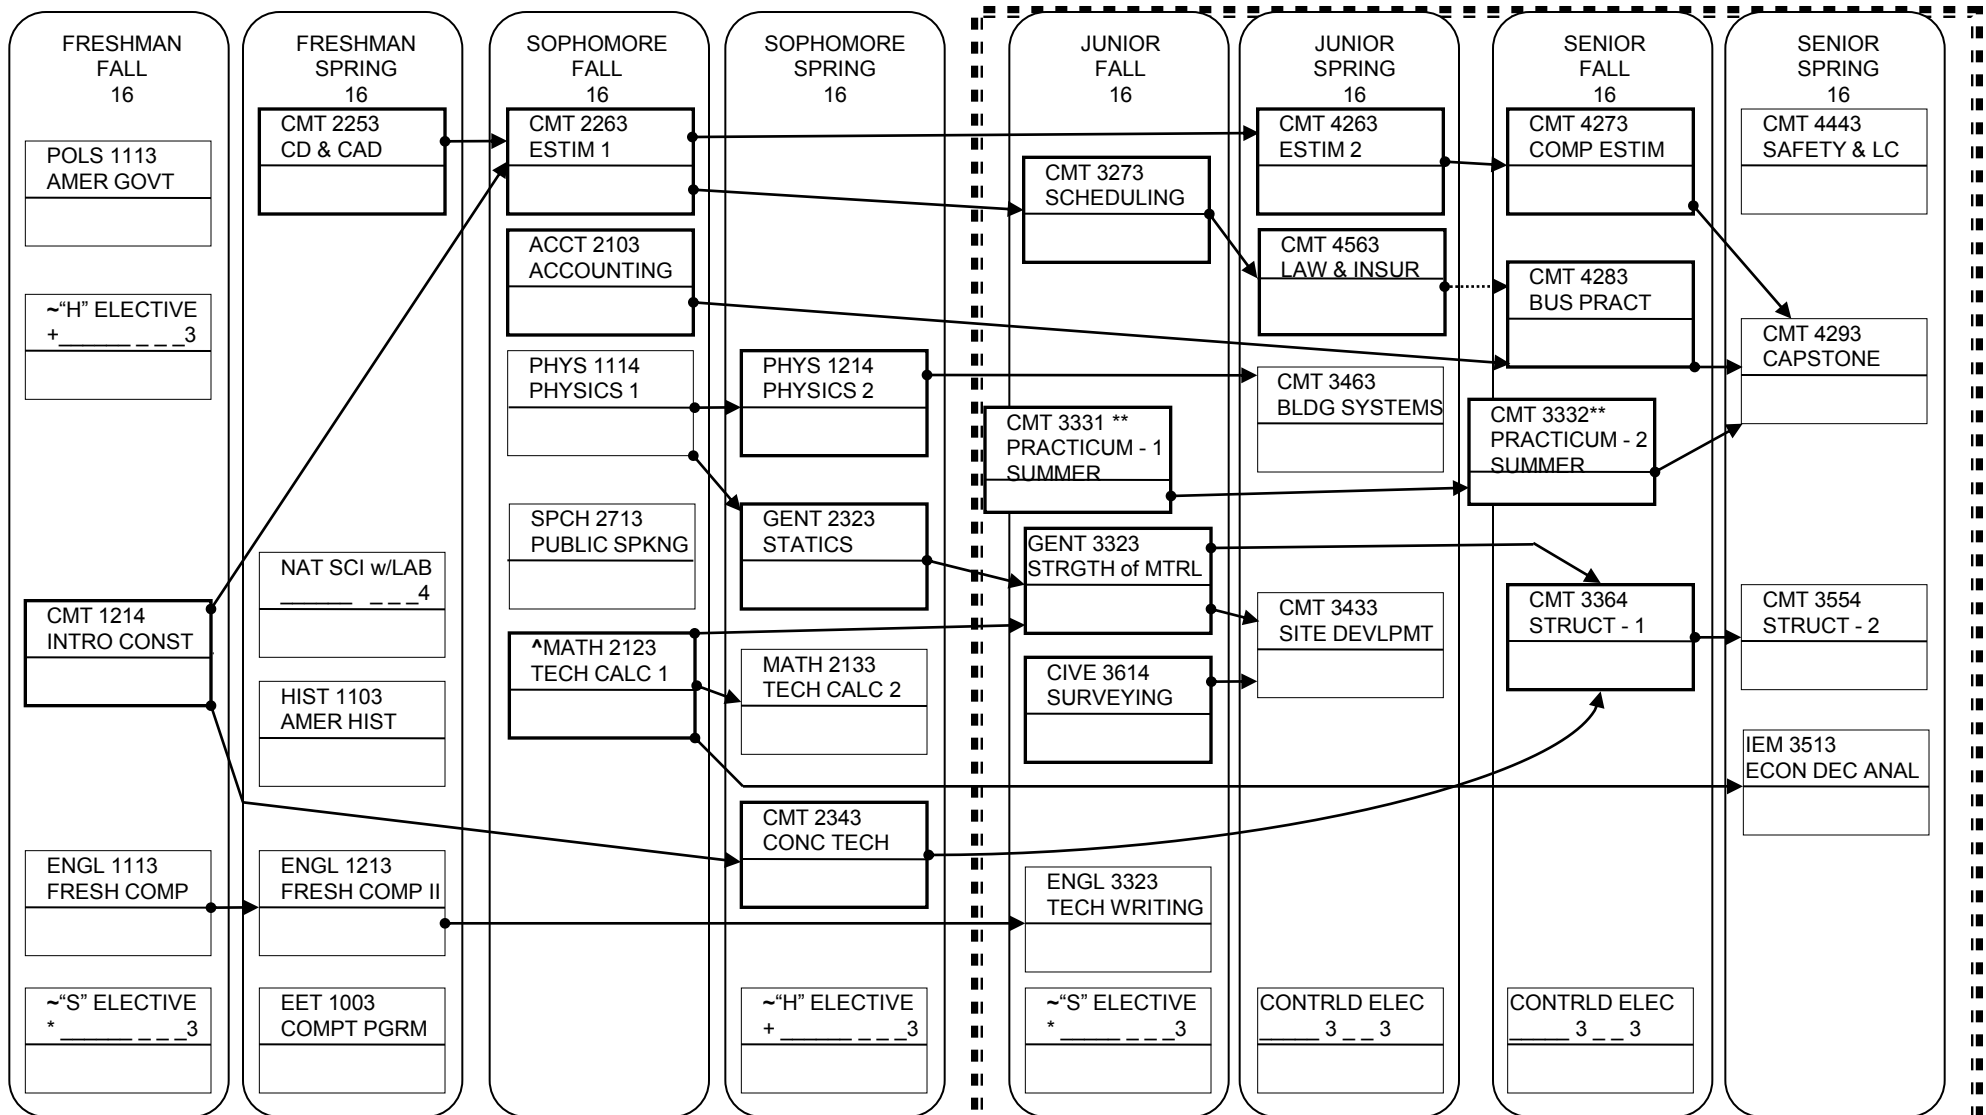 FRESHMAN
FALL
16
POLS 1113
AMER GOVT
~“H” ELECTIVE
+______ _ _ _3
CMT 1214
INTRO CONST
ENGL 1113
FRESH COMP
~“S” ELECTIVE
* ______ _ _ _3
FRESHMAN
SPRING
16
CMT 2253
CD & CAD
NAT SCI w/LAB
______ _ _ _4
HIST 1103
AMER HIST
ENGL 1213
FRESH COMP II
EET 1003
COMPT PGRM
SOPHOMORE
FALL
16
CMT 2263
ESTIM 1
ACCT 2103
ACCOUNTING
PHYS 1114
PHYSICS 1
SPCH 2713
PUBLIC SPKNG
^MATH 2123
TECH CALC 1
SOPHOMORE
SPRING
16
PHYS 1214
PHYSICS 2
GENT 2323
STATICS
MATH 2133
TECH CALC 2
CMT 2343
CONC TECH
~“H” ELECTIVE
+ ______ _ _ _3
JUNIOR
FALL
16
CMT 3273
SCHEDULING
CMT 3331 **
PRACTICUM - 1
SUMMER
GENT 3323
STRGTH of MTRL
CIVE 3614
SURVEYING
ENGL 3323
TECH WRITING
~“S” ELECTIVE
* ______ _ _ _3
JUNIOR
SPRING
16
CMT 4263
ESTIM 2
CMT 4563
LAW & INSUR
CMT 3463
BLDG SYSTEMS
CMT 3433
SITE DEVLPMT
CONTRLD ELEC
_____ 3 _ _ 3
SENIOR
FALL
16
CMT 4273
COMP ESTIM
CMT 4283
BUS PRACT
CMT 3332**
PRACTICUM - 2
SUMMER
CMT 3364
STRUCT - 1
CONTRLD ELEC
_____ 3 _ _ 3
SENIOR
SPRING
16
CMT 4443
SAFETY & LC
CMT 4293
CAPSTONE
CMT 3554
STRUCT - 2
IEM 3513
ECON DEC ANAL